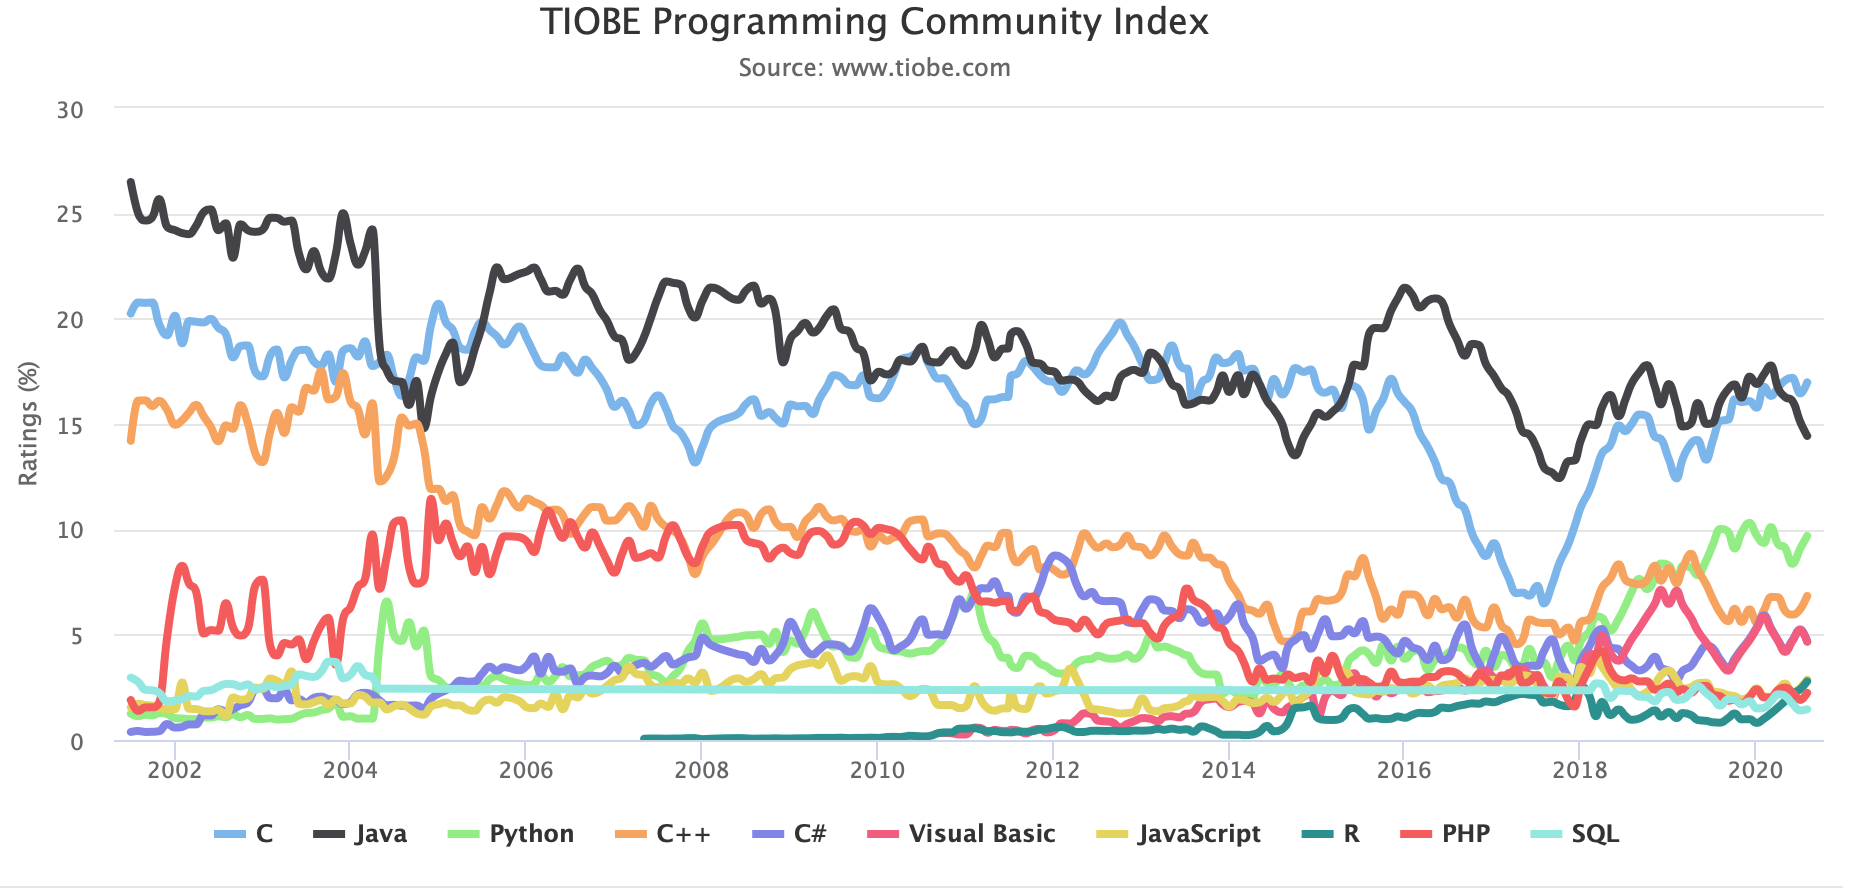 TIOBE Programming Community Index
Source: www.tiobe.com
Ratings (%)
30
25
20
15
10
5
0
2002 2004 2006 2008 2010 2012 2014 2016 2018 2020
C Java Python C++ C# Visual Basic JavaScript R PHP SQL